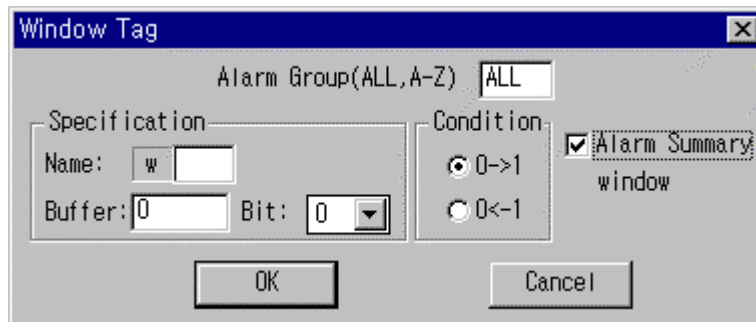 Window Tag
Alarm Group(ALL,A-Z) ALL
Specification
Name: w
Buffer: 0 Bit: 0
Condition
0->1
0<-1
Alarm Summary
window
OK Cancel